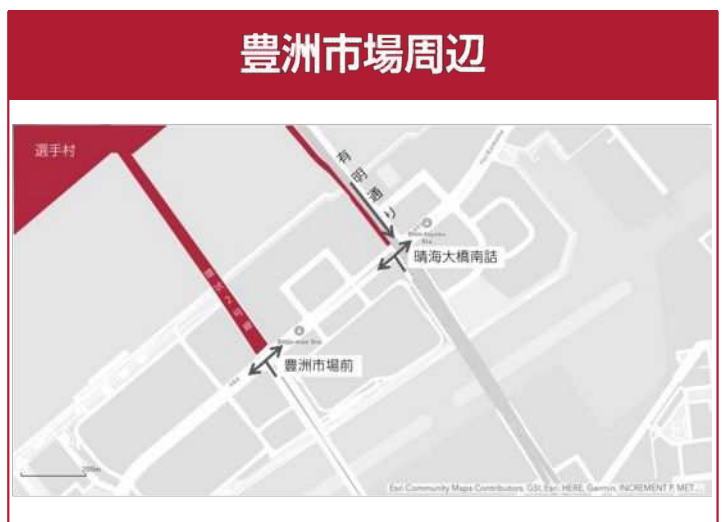 豊洲市場周辺
選手村
有明通り
晴海大橋南詰
豊洲市場前
200m
Esri Community Maps Contributors, GSI, Esri, HERE, Garmin, INCREMENT P, MET...